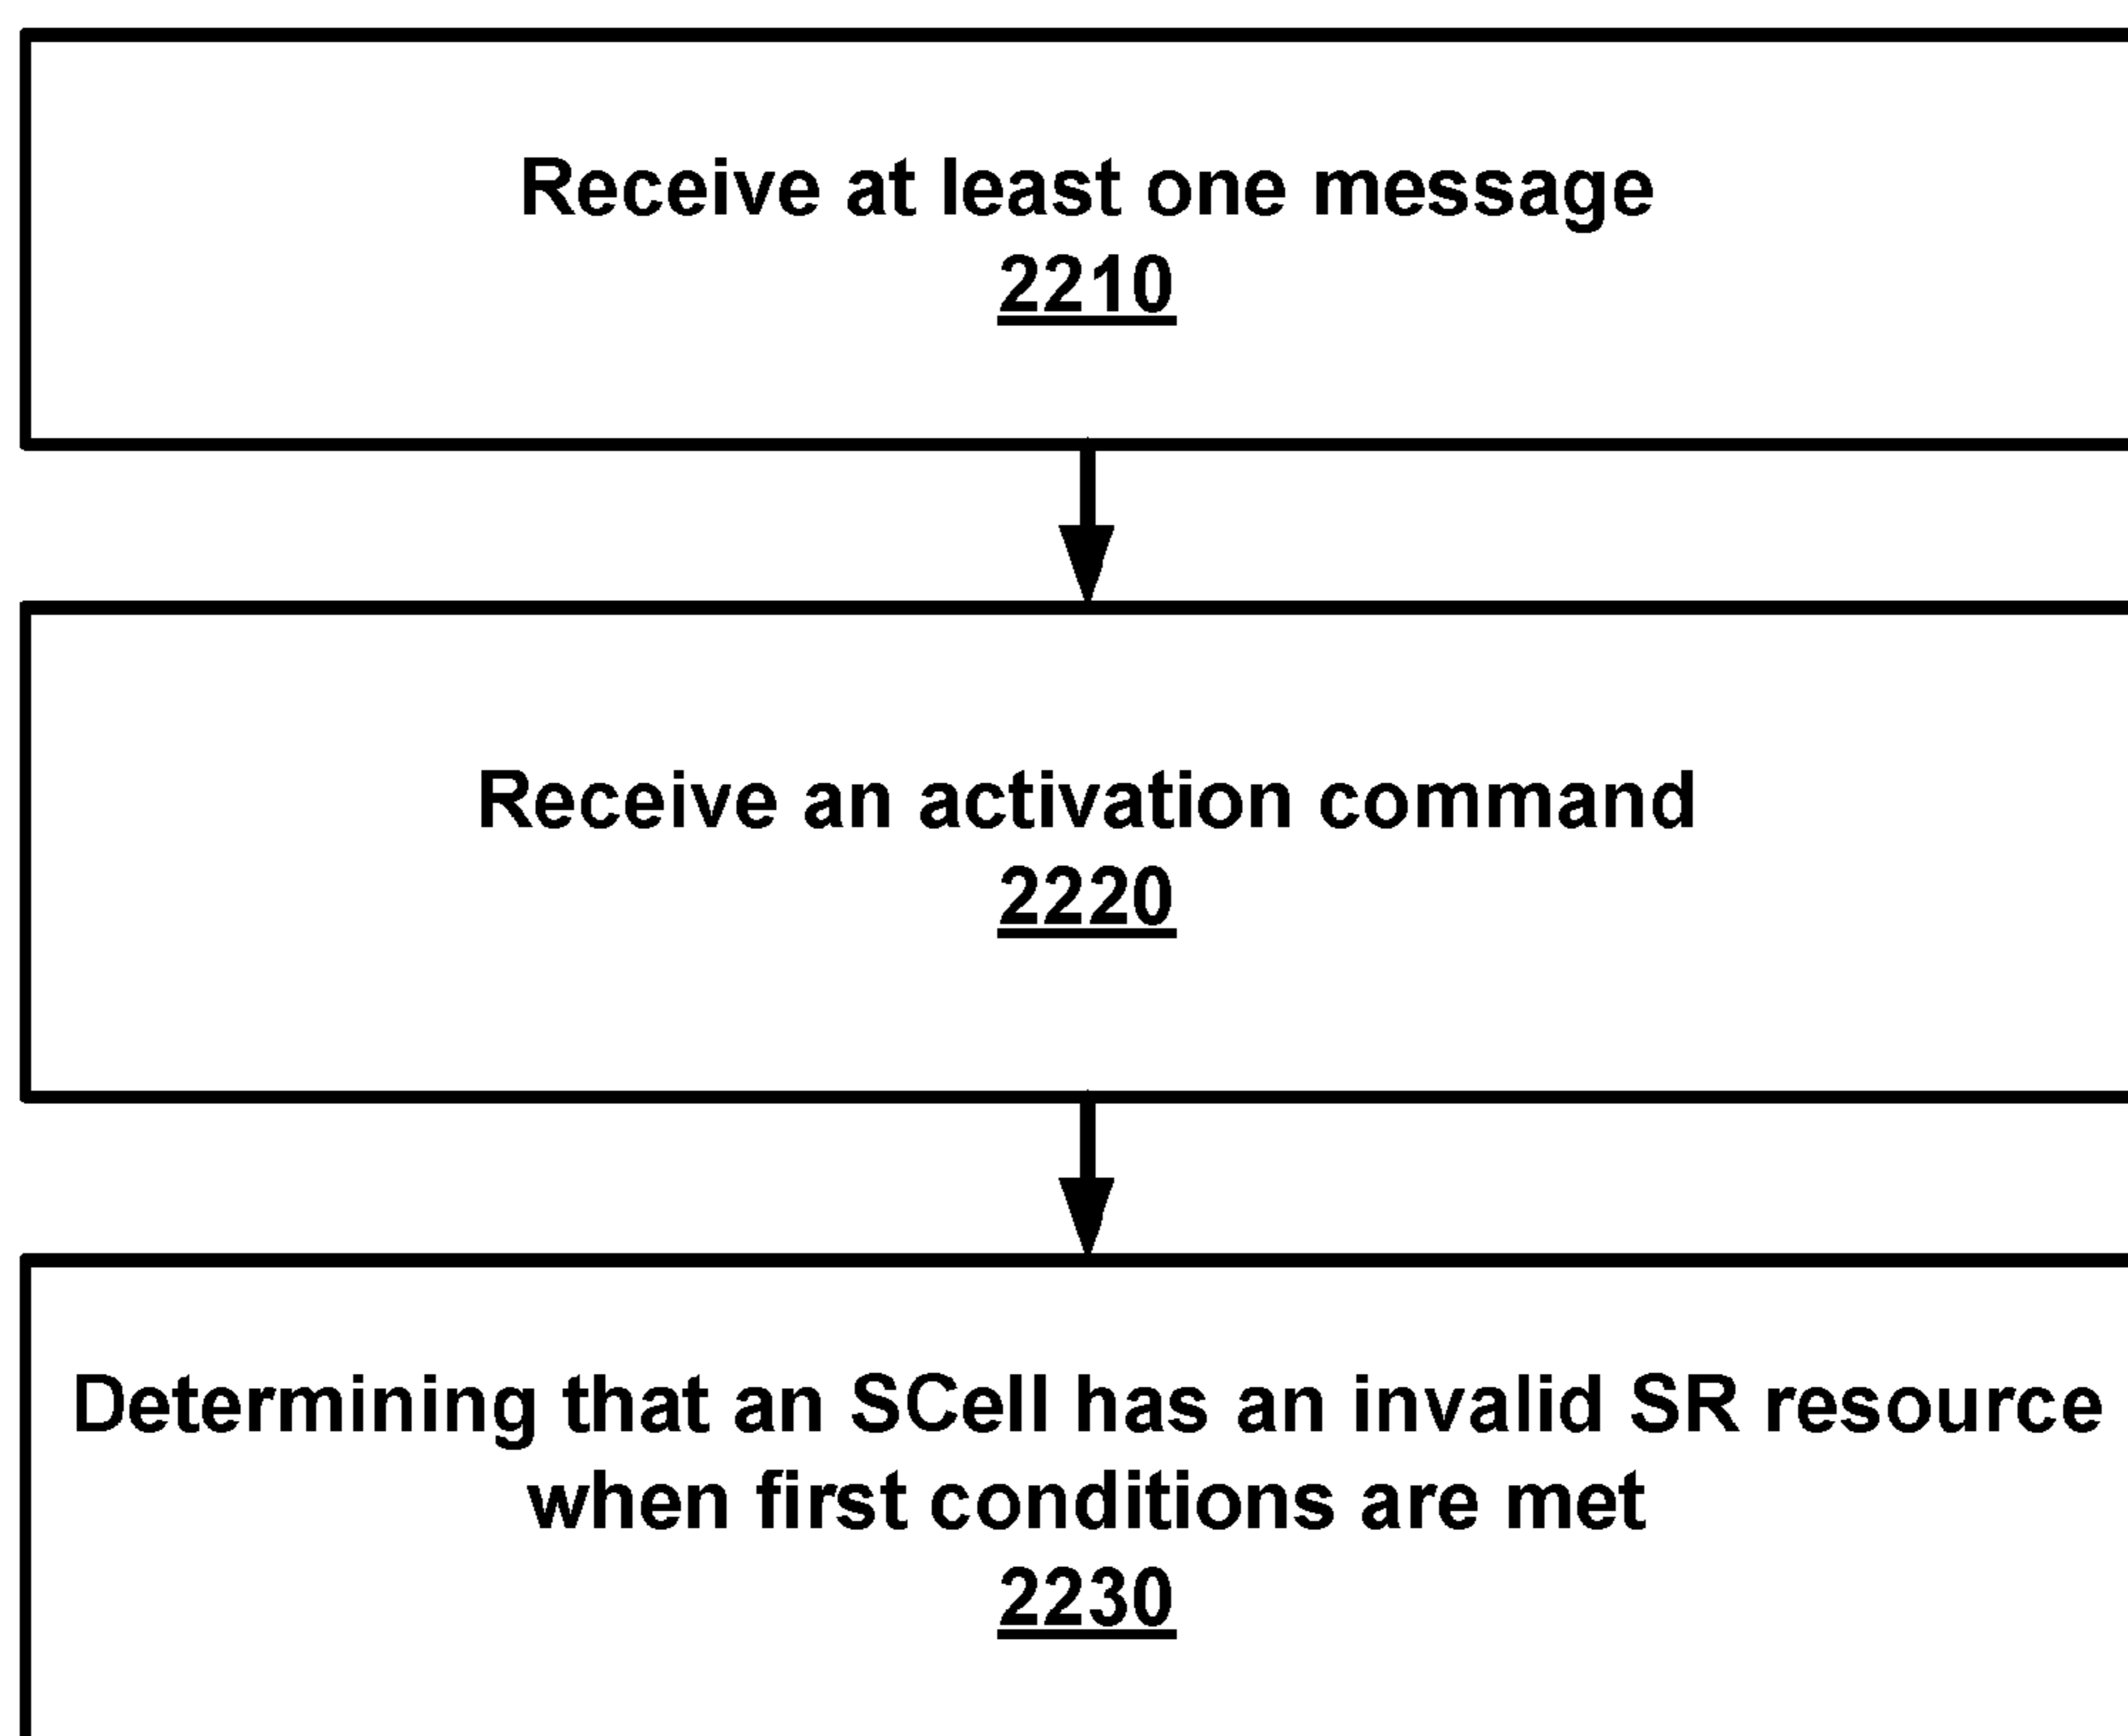 Receive at least one message
2210
Receive an activation command
2220
Determining that an SCell has an invalid SR resource
when first conditions are met
2230